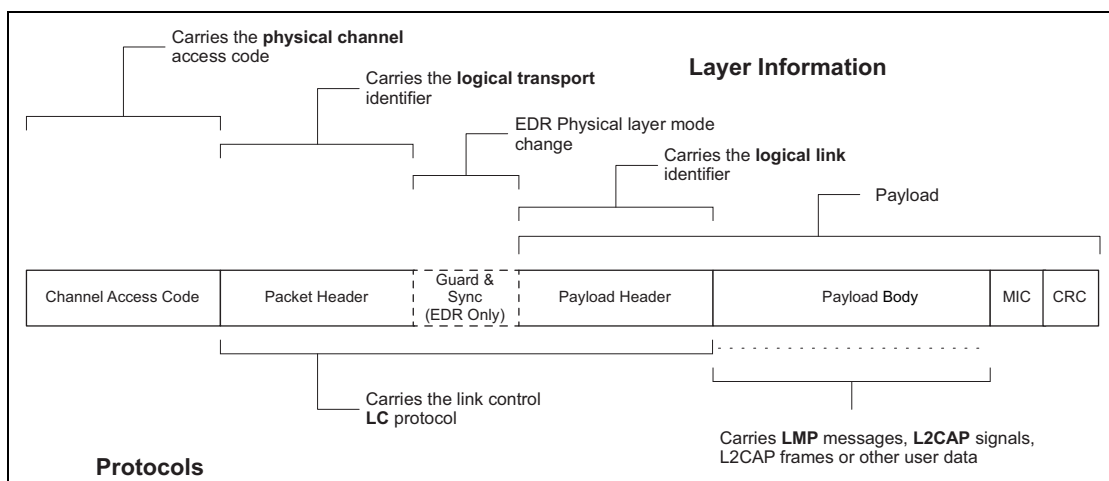 Carries the physical channel
access code
Layer Information
Carries the logical transport
identifier
EDR Physical layer mode
change
Carries the logical link
identifier
Payload
Channel Access Code
Packet Header
Guard &
Sync
(EDR Only)
Payload Header
Payload Body
MIC
CRC
Carries the link control
LC protocol
Carries LMP messages, L2CAP signals,
L2CAP frames or other user data
Protocols